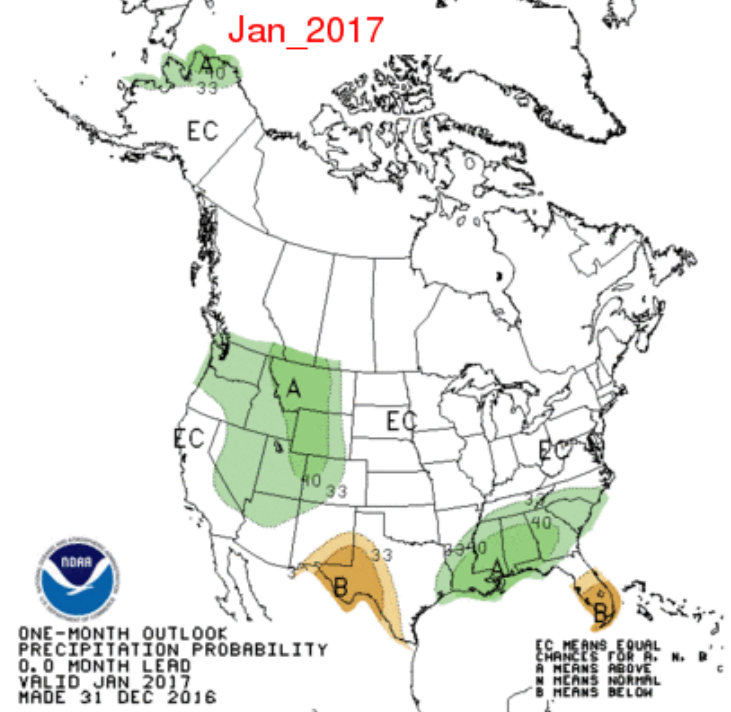 Jan_2017
A
40
33
EC
A
EC
EC
EC
40
33
33
40
33
40
33
A
B
3
B
NOAA
ONE-MONTH OUTLOOK
PRECIPITATION PROBABILITY
0.0 MONTH LEAD
VALID JAN 2017
MADE 31 DEC 2016
EC MEANS EQUAL
CHANCES FOR A, N, B
A MEANS ABOVE
N MEANS NORMAL
B MEANS BELOW
C